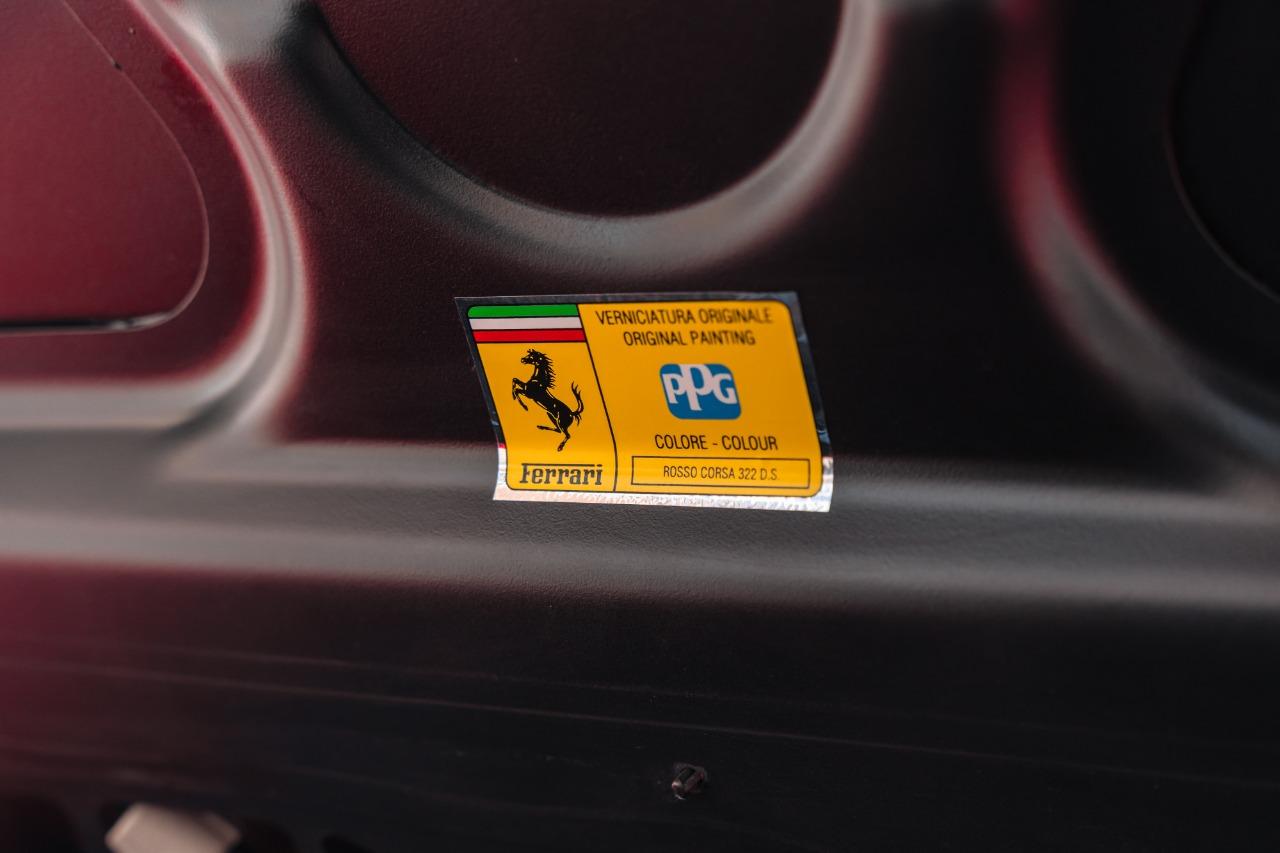 VERNICIATURA ORIGINALE
ORIGINAL PAINTING
PPG
COLORE - COLOUR
ROSSO CORSA 322 D.S.
Ferrari